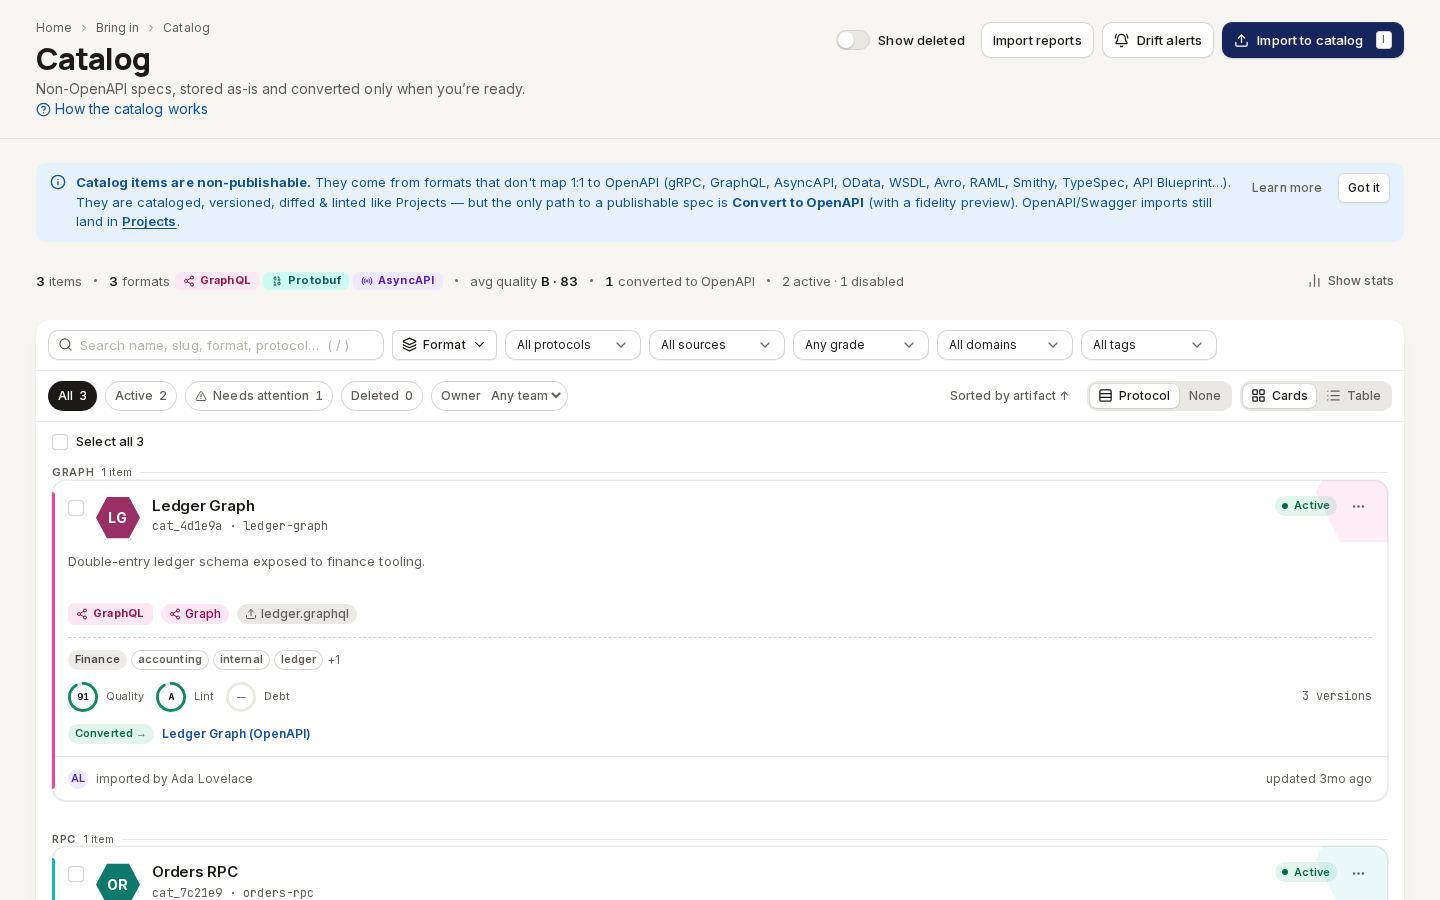 Home > Bring in > Catalog
Catalog
Non-OpenAPI specs, stored as-is and converted only when you’re ready.
How the catalog works
Show deleted
Import reports
Drift alerts
Import to catalog I
Catalog items are non-publishable. They come from formats that don't map 1:1 to OpenAPI (gRPC, GraphQL, AsyncAPI, OData, WSDL, Avro, RAML, Smithy, TypeSpec, API Blueprint…).
They are cataloged, versioned, diffed & linted like Projects — but the only path to a publishable spec is Convert to OpenAPI (with a fidelity preview). OpenAPI/Swagger imports still
land in Projects.
Learn more
Got it
3 items • 3 formats GraphQL Protobuf AsyncAPI • avg quality B · 83 • 1 converted to OpenAPI • 2 active · 1 disabled
Show stats
Search name, slug, format, protocol… ( / )
Format
All protocols
All sources
Any grade
All domains
All tags
All 3
Active 2
Needs attention 1
Deleted 0
Owner Any team
Sorted by artifact ↑
Protocol
None
Cards
Table
Select all 3
GRAPH 1 item
LG
Ledger Graph
cat_4d1e9a · ledger-graph
Active
Double-entry ledger schema exposed to finance tooling.
GraphQL Graph ledger.graphql
Finance accounting internal ledger +1
91 Quality A Lint — Debt
3 versions
Converted → Ledger Graph (OpenAPI)
AL imported by Ada Lovelace
updated 3mo ago
RPC 1 item
OR
Orders RPC
cat_7c21e9 · orders-rpc
Active